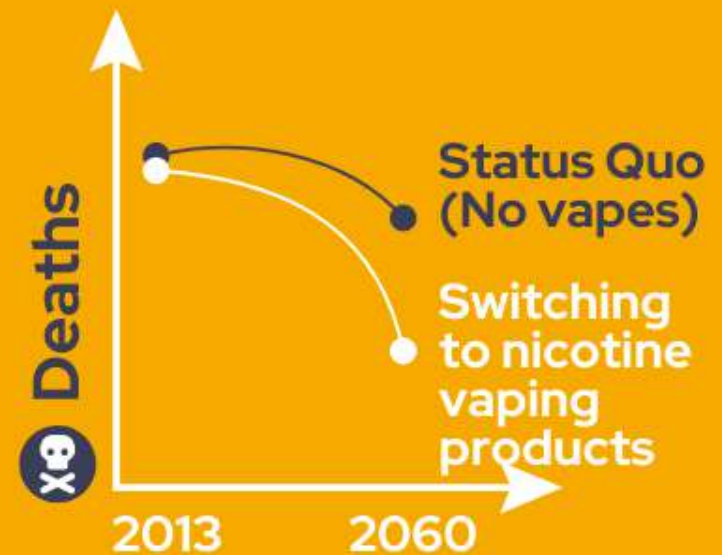 Deaths
Status Quo
(No vapes)
Switching
to nicotine
vaping
products
2013
2060